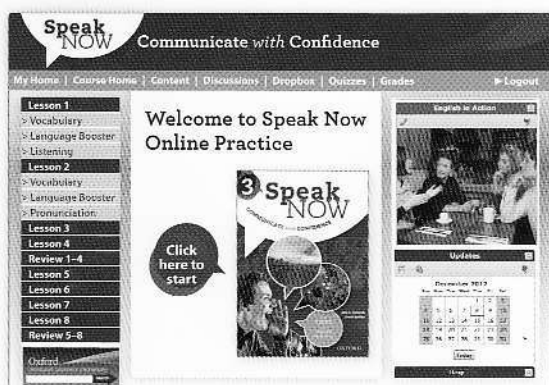 Speak
NOW
Communicate with Confidence
My Home | Course Home | Content | Discussions | Dropbox | Quizzes | Grades
▶ Logout
Lesson 1
> Vocabulary
> Language Booster
> Listening
Lesson 2
> Vocabulary
> Language Booster
> Pronunciation
Lesson 3
Lesson 4
Review 1–4
Lesson 5
Lesson 6
Lesson 7
Lesson 8
Review 5–8
Oxford
Welcome to Speak Now
Online Practice
Click
here to
start
3 Speak
NOW
COMMUNICATE with CONFIDENCE
OXFORD
English in Action
Updates
December 2012
Today